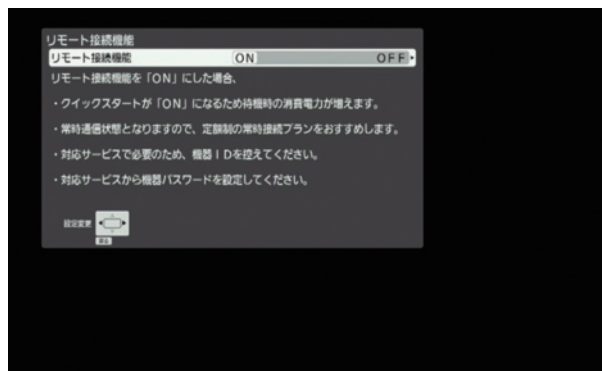 リモート接続機能
リモート接続機能 ON OFF
リモート接続機能を「ON」にした場合、
・クイックスタートが「ON」になるため待機時の消費電力が増えます。
・常時通信状態となりますので、定額制の常時接続プランをおすすめします。
・対応サービスで必要のため、機器IDを控えてください。
・対応サービスから機器パスワードを設定してください。
設定変更
戻る